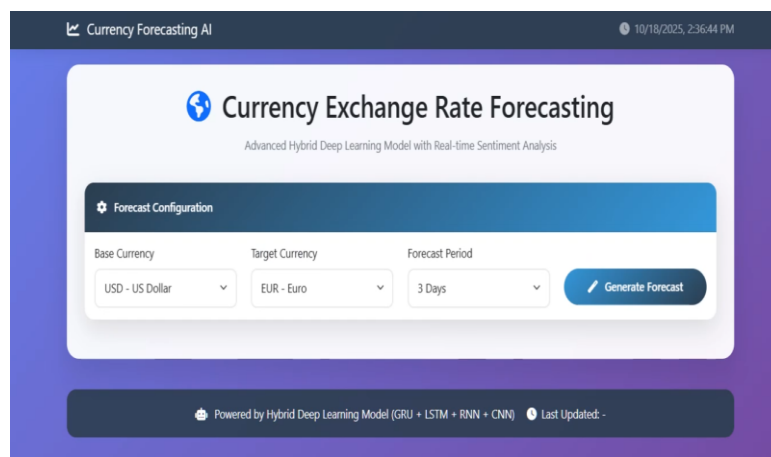 Currency Forecasting AI
10/18/2025, 2:36:44 PM
Currency Exchange Rate Forecasting
Advanced Hybrid Deep Learning Model with Real-time Sentiment Analysis
Forecast Configuration
Base Currency Target Currency Forecast Period
USD - US Dollar EUR - Euro 3 Days Generate Forecast
Powered by Hybrid Deep Learning Model (GRU + LSTM + RNN + CNN) Last Updated: -